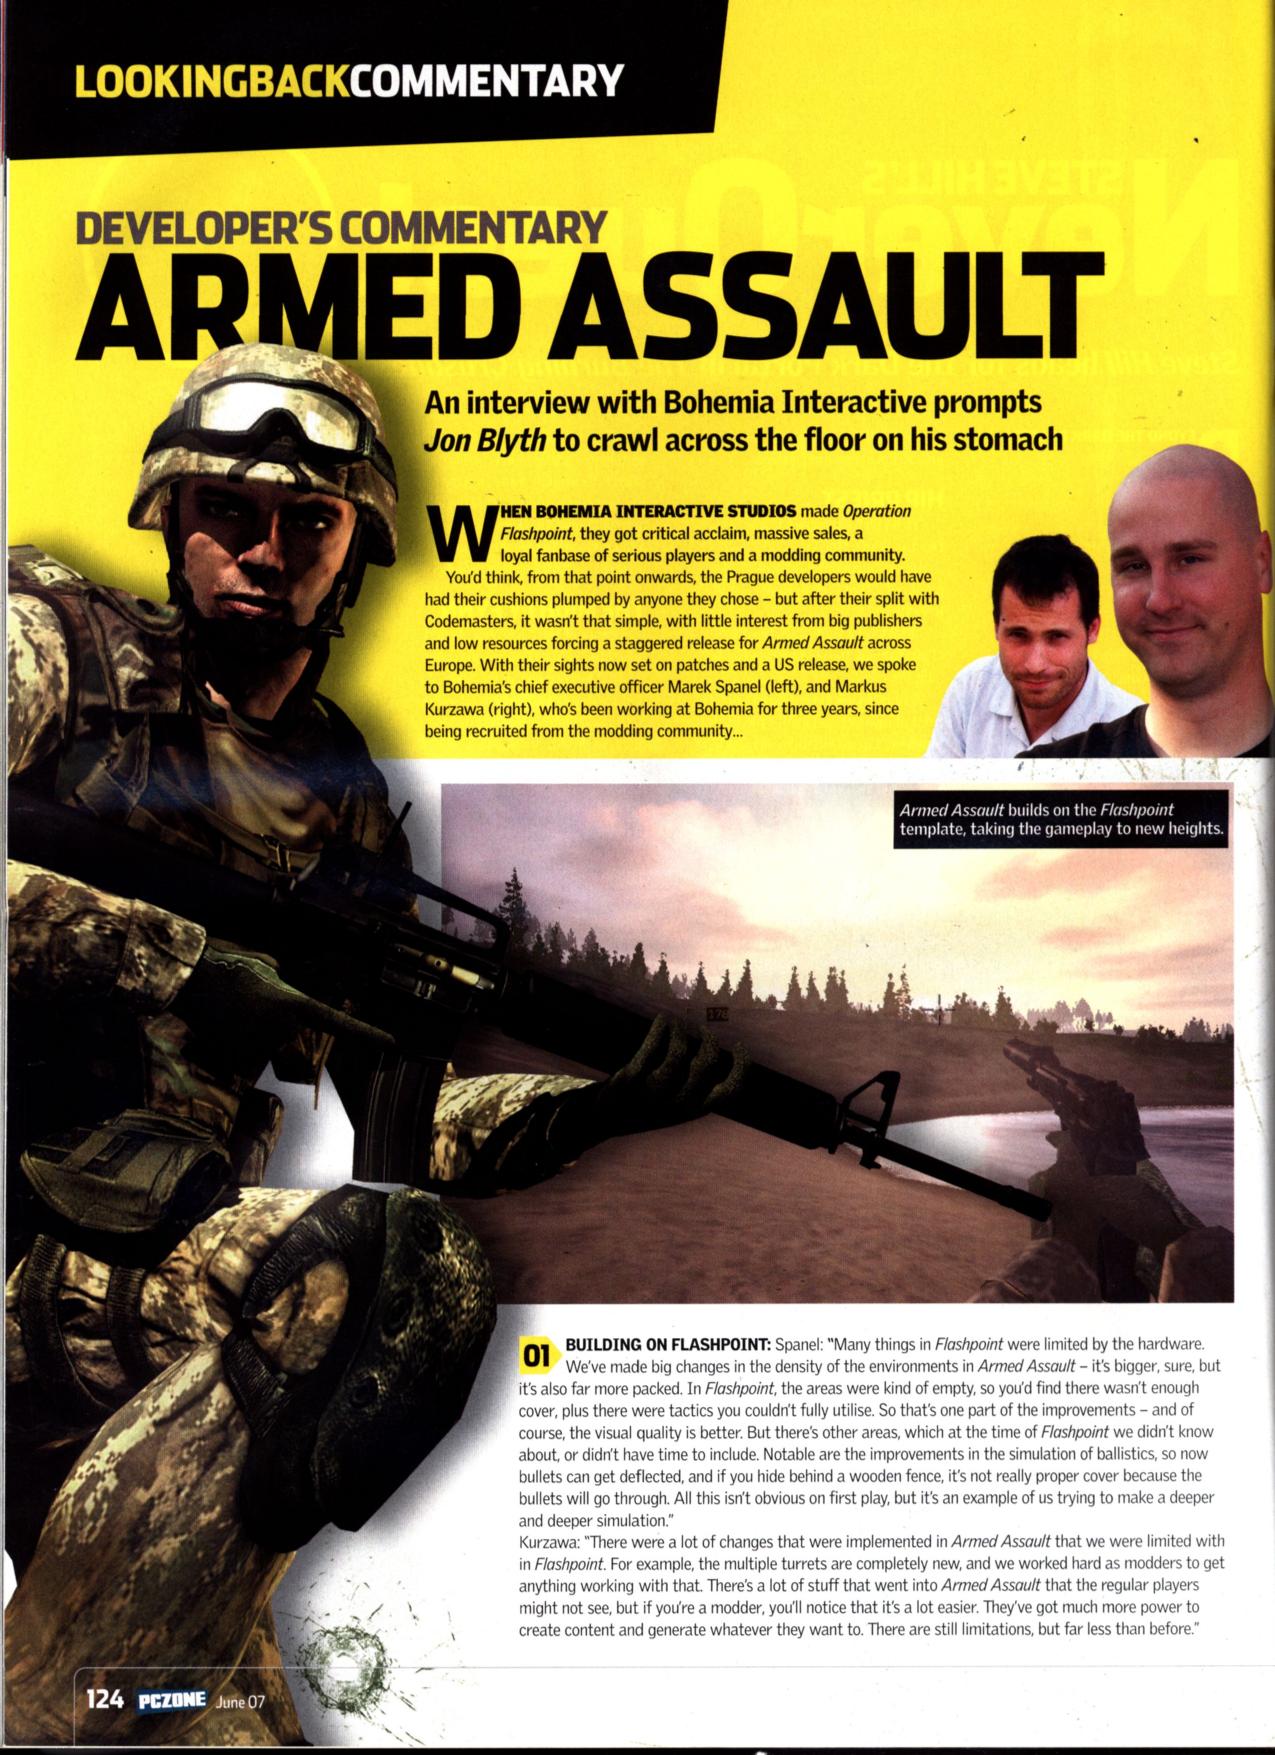 LOOKINGBACKCOMMENTARY
DEVELOPER'S COMMENTARY
ARMED ASSAULT
An interview with Bohemia Interactive prompts
Jon Blyth to crawl across the floor on his stomach
WHEN BOHEMIA INTERACTIVE STUDIOS made Operation
Flashpoint, they got critical acclaim, massive sales, a
loyal fanbase of serious players and a modding community.
You'd think, from that point onwards, the Prague developers would have
had their cushions plumped by anyone they chose – but after their split with
Codemasters, it wasn't that simple, with little interest from big publishers
and low resources forcing a staggered release for Armed Assault across
Europe. With their sights now set on patches and a US release, we spoke
to Bohemia's chief executive officer Marek Spanel (left), and Markus
Kurzawa (right), who's been working at Bohemia for three years, since
being recruited from the modding community...
Armed Assault builds on the Flashpoint
template, taking the gameplay to new heights.
178
01 BUILDING ON FLASHPOINT: Spanel: "Many things in Flashpoint were limited by the hardware.
We've made big changes in the density of the environments in Armed Assault – it's bigger, sure, but
it's also far more packed. In Flashpoint, the areas were kind of empty, so you'd find there wasn't enough
cover, plus there were tactics you couldn't fully utilise. So that's one part of the improvements – and of
course, the visual quality is better. But there's other areas, which at the time of Flashpoint we didn't know
about, or didn't have time to include. Notable are the improvements in the simulation of ballistics, so now
bullets can get deflected, and if you hide behind a wooden fence, it's not really proper cover because the
bullets will go through. All this isn't obvious on first play, but it's an example of us trying to make a deeper
and deeper simulation."
Kurzawa: "There were a lot of changes that were implemented in Armed Assault that we were limited with
in Flashpoint. For example, the multiple turrets are completely new, and we worked hard as modders to get
anything working with that. There's a lot of stuff that went into Armed Assault that the regular players
might not see, but if you're a modder, you'll notice that it's a lot easier. They've got much more power to
create content and generate whatever they want to. There are still limitations, but far less than before."
124 PCZONE June 07